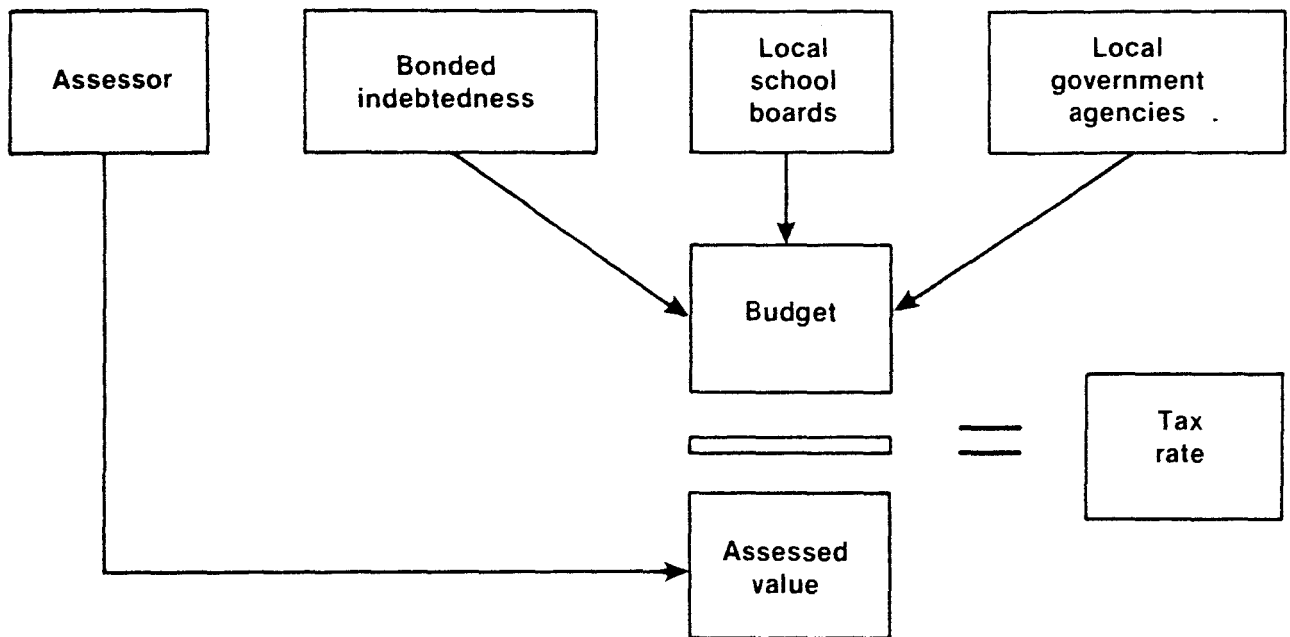 Assessor
Bonded
indebtedness
Local
school
boards
Local
government
agencies .
Budget
=
Tax
rate
Assessed
value